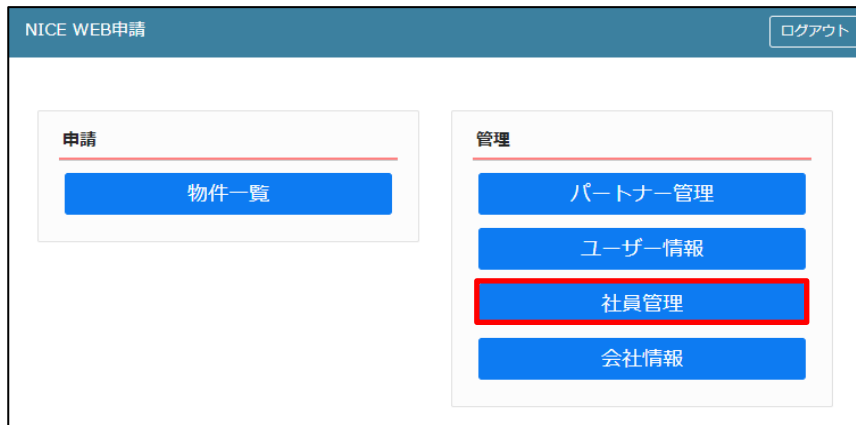 NICE WEB申請
ログアウト
申請
物件一覧
管理
パートナー管理
ユーザー情報
社員管理
会社情報